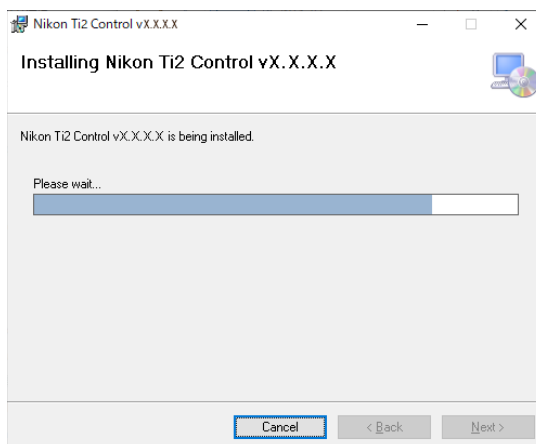 Nikon Ti2 Control vX.X.X.X
Installing Nikon Ti2 Control vX.X.X.X
Nikon Ti2 Control vX.X.X.X is being installed.
Please wait...
Cancel
< Back
Next >